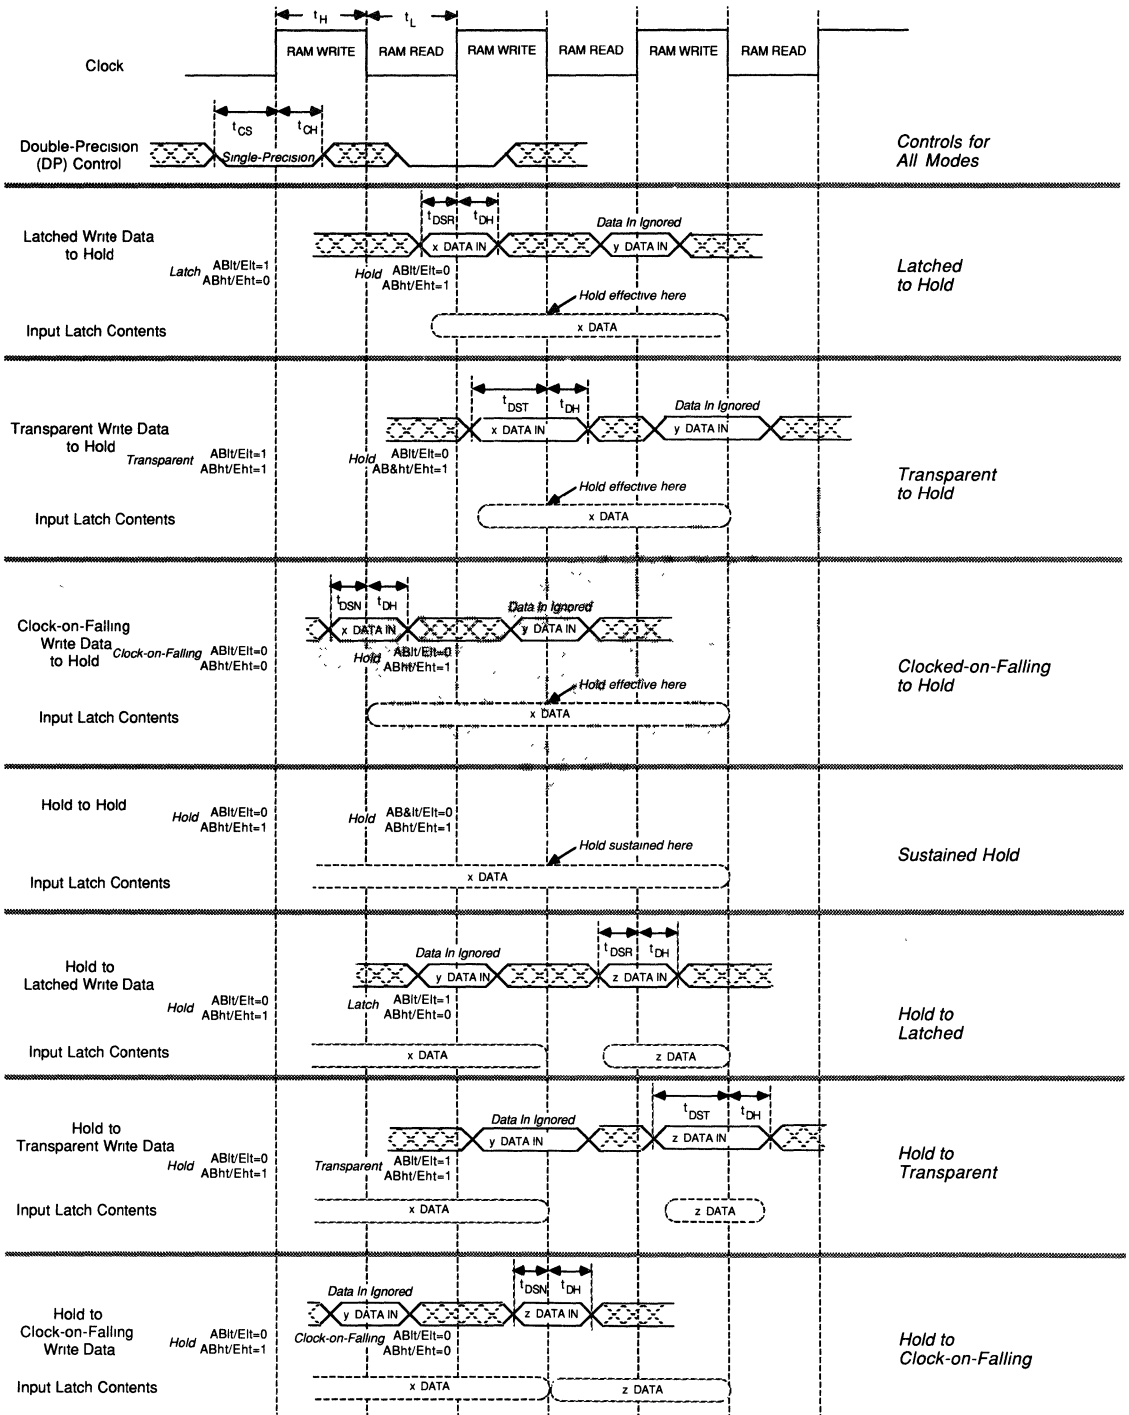 tH tL
RAM WRITE RAM READ RAM WRITE RAM READ RAM WRITE RAM READ
Clock
tCS tCH
Double-Precision
(DP) Control
Single-Precision
Controls for
All Modes
tDSR tDH
Data In Ignored
Latched Write Data
to Hold
x DATA IN y DATA IN
Latch ABlt/Elt=1
ABht/Eht=0
Hold ABlt/Elt=0
ABht/Eht=1
Latched
to Hold
Hold effective here
Input Latch Contents
x DATA
tDST tDH
Data In Ignored
Transparent Write Data
to Hold
x DATA IN y DATA IN
Transparent ABlt/Elt=1
ABht/Eht=1
Hold ABlt/Elt=0
AB&ht/Eht=1
Transparent
to Hold
Hold effective here
Input Latch Contents
x DATA
tDSN tDH
Data In Ignored
Clock-on-Falling
Write Data
to Hold
x DATA IN y DATA IN
Clock-on-Falling ABlt/Elt=0
ABht/Eht=0
Hold ABlt/Elt=0
ABht/Eht=1
Clocked-on-Falling
to Hold
Hold effective here
Input Latch Contents
x DATA
Hold to Hold
Hold ABlt/Elt=0
ABht/Eht=1
Hold AB&lt/Elt=0
ABht/Eht=1
Hold sustained here
Sustained Hold
Input Latch Contents
x DATA
tDSR tDH
Data In Ignored
Hold to
Latched Write Data
y DATA IN z DATA IN
Hold ABlt/Elt=0
ABht/Eht=1
Latch ABlt/Elt=1
ABht/Eht=0
Hold to
Latched
Input Latch Contents
x DATA z DATA
tDST tDH
Data In Ignored
Hold to
Transparent Write Data
y DATA IN z DATA IN
Hold ABlt/Elt=0
ABht/Eht=1
Transparent ABlt/Elt=1
ABht/Eht=1
Hold to
Transparent
Input Latch Contents
x DATA z DATA
tDSN tDH
Data In Ignored
Hold to
Clock-on-Falling
Write Data
y DATA IN z DATA IN
Hold ABlt/Elt=0
ABht/Eht=1
Clock-on-Falling ABlt/Elt=0
ABht/Eht=0
Hold to
Clock-on-Falling
Input Latch Contents
x DATA z DATA